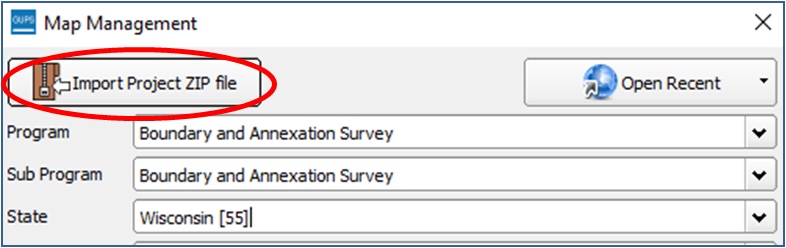 GUPS Map Management
Import Project ZIP file Open Recent
Program Boundary and Annexation Survey
Sub Program Boundary and Annexation Survey
State Wisconsin [55]